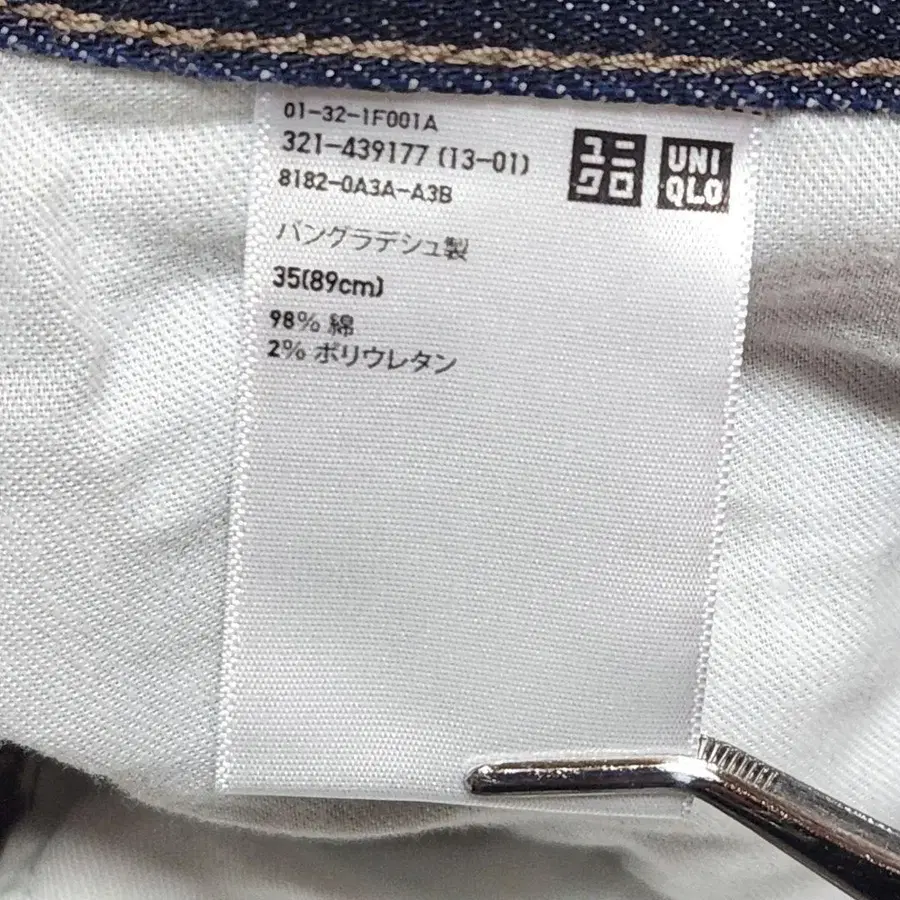 01-32-1F001A
321-439177 (13-01)
8182-0A3A-A3B
ユニ
クロ
UNI
QLO
バングラデシュ製
35(89cm)
98% 綿
2% ポリウレタン